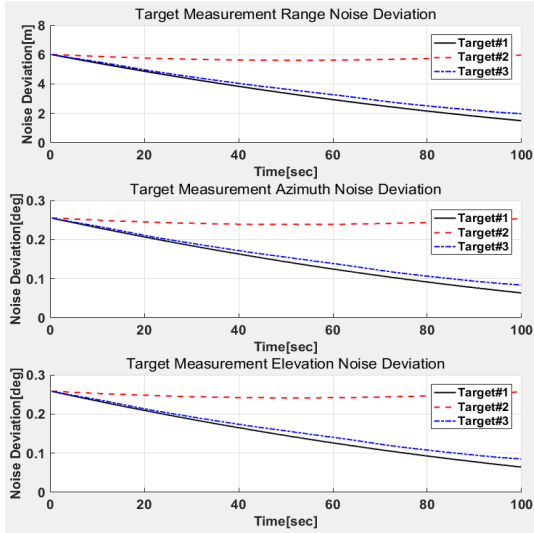 Target Measurement Range Noise Deviation
Noise Deviation[m]
8
6
4
2
0
Target#1
Target#2
Target#3
0 20 40 60 80 100
Time[sec]
Target Measurement Azimuth Noise Deviation
Noise Deviation[deg]
0.3
0.2
0.1
0
Target#1
Target#2
Target#3
0 20 40 60 80 100
Time[sec]
Target Measurement Elevation Noise Deviation
Noise Deviation[deg]
0.3
0.2
0.1
0
Target#1
Target#2
Target#3
0 20 40 60 80 100
Time[sec]